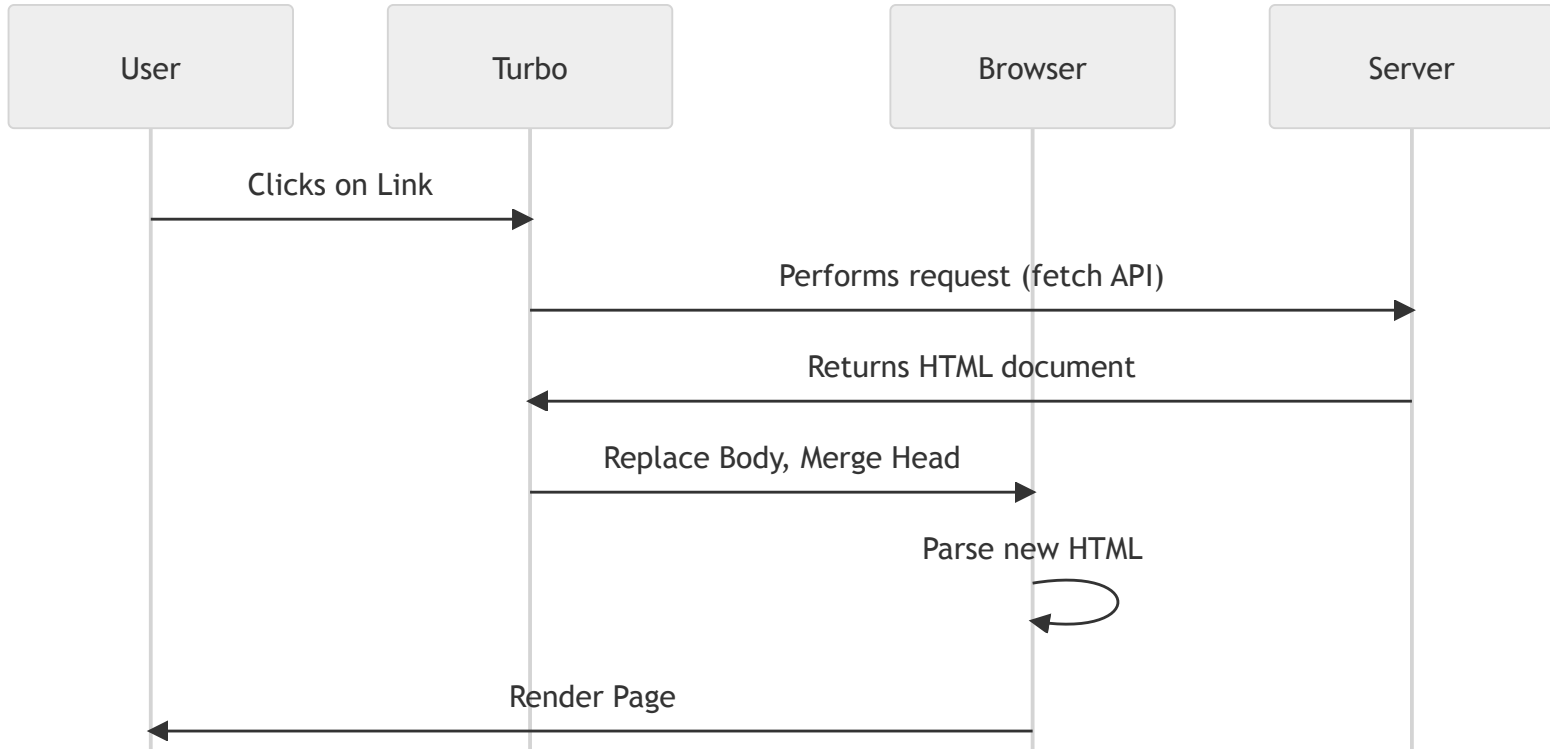 User
Turbo
Browser
Server
Clicks on Link
Performs request (fetch API)
Returns HTML document
Replace Body, Merge Head
Parse new HTML
Render Page